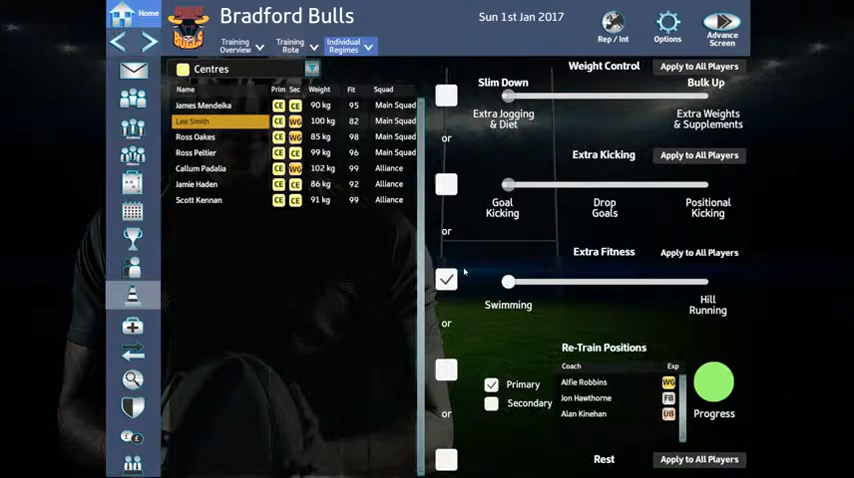 Home
Bradford Bulls
Sun 1st Jan 2017
Rep / Int
Options
Advance Screen
Training Overview
Training Rota
Individual Regimes
BULLS
Centres
Name Prim Sec Weight Fit Squad
James Mendeika CE CE 90 kg 95 Main Squad
Lee Smith CE WG 100 kg 82 Main Squad
Ross Oakes CE WG 85 kg 98 Main Squad
Ross Peltier CE CE 99 kg 96 Main Squad
Callum Padalia CE WG 102 kg 99 Alliance
Jamie Haden CE CE 86 kg 92 Alliance
Scott Kennan CE CE 91 kg 99 Alliance
Weight Control
Apply to All Players
Slim Down
Bulk Up
Extra Jogging & Diet
Extra Weights & Supplements
or
Extra Kicking
Apply to All Players
Goal Kicking
Drop Goals
Positional Kicking
or
Extra Fitness
Apply to All Players
Swimming
Hill Running
or
Re-Train Positions
Primary
Secondary
Coach Exp
Alfie Robbins WG
Jon Hawthorne FB
Alan Kinehan UB
Progress
or
Rest
Apply to All Players